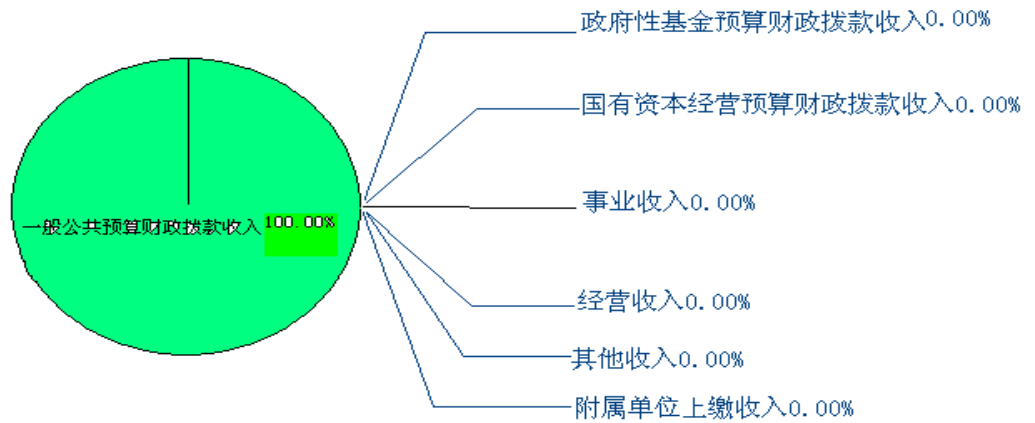 政府性基金预算财政拨款收入0.00%
国有资本经营预算财政拨款收入0.00%
事业收入0.00%
一般公共预算财政拨款收入100.00%
经营收入0.00%
其他收入0.00%
附属单位上缴收入0.00%